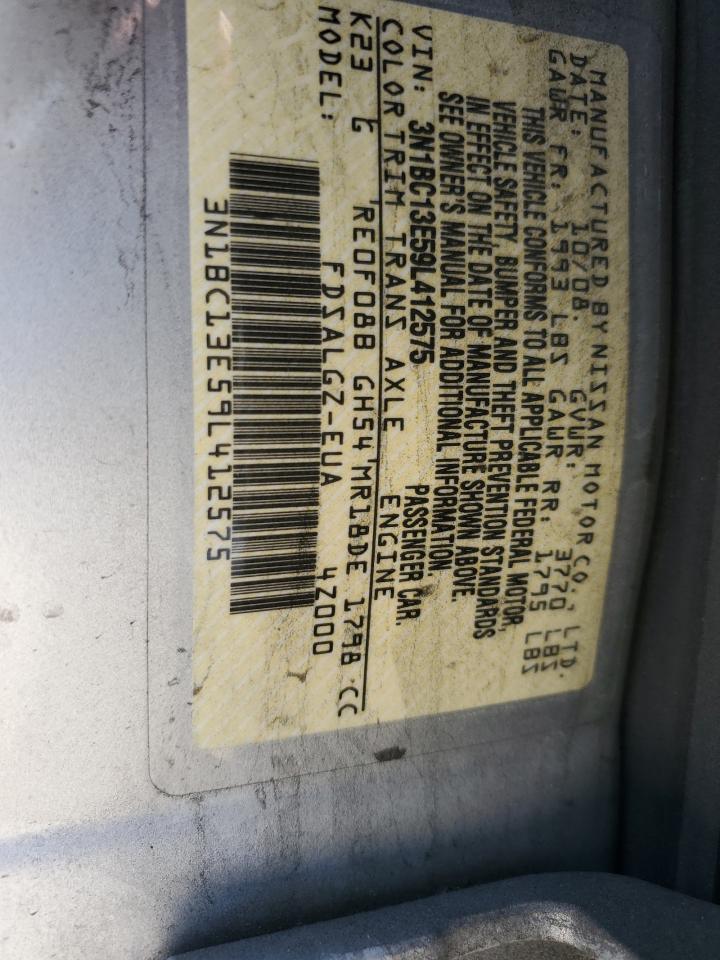 MANUFACTURED BY NISSAN MOTOR CO., LTD.
DATE: 10/08. GVWR: 3770 LBS
GAWR FR: 1993 LBS GAWR RR: 1795 LBS
THIS VEHICLE CONFORMS TO ALL APPLICABLE FEDERAL MOTOR,
VEHICLE SAFETY, BUMPER AND THEFT PREVENTION STANDARDS
IN EFFECT ON THE DATE OF MANUFACTURE SHOWN ABOVE.
SEE OWNER'S MANUAL FOR ADDITIONAL INFORMATION
VIN: 3N1BC13E59L412575 PASSENGER CAR.
COLOR TRIM TRANS AXLE ENGINE
K23 G RE0F08B GH54 MR18DE 1798 CC
MODEL: FDSALGZ-EUA 4Z000
3N1BC13E59L412575